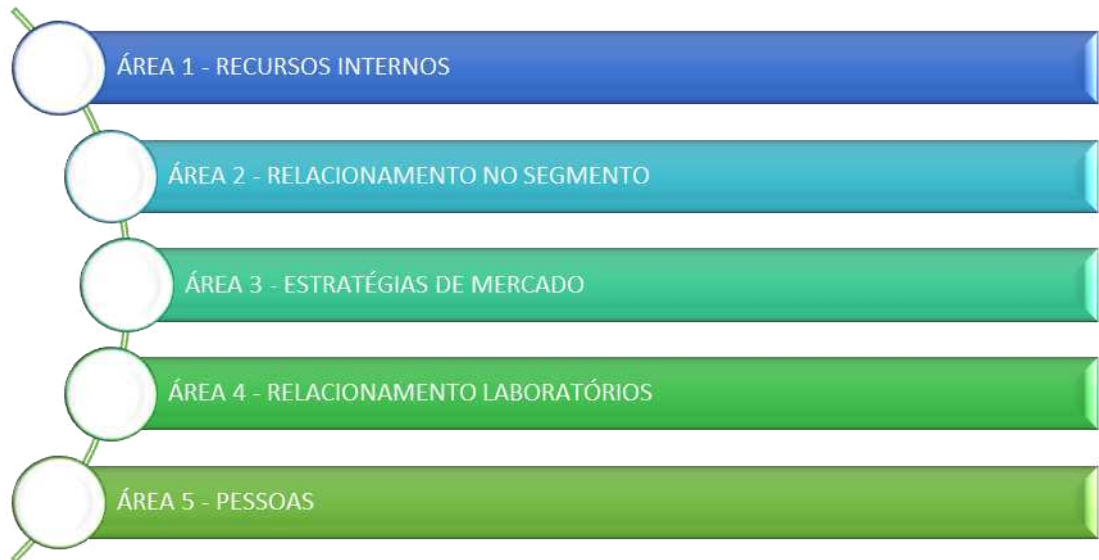 ÁREA 1 - RECURSOS INTERNOS
ÁREA 2 - RELACIONAMENTO NO SEGMENTO
ÁREA 3 - ESTRATÉGIAS DE MERCADO
ÁREA 4 - RELACIONAMENTO LABORATÓRIOS
ÁREA 5 - PESSOAS